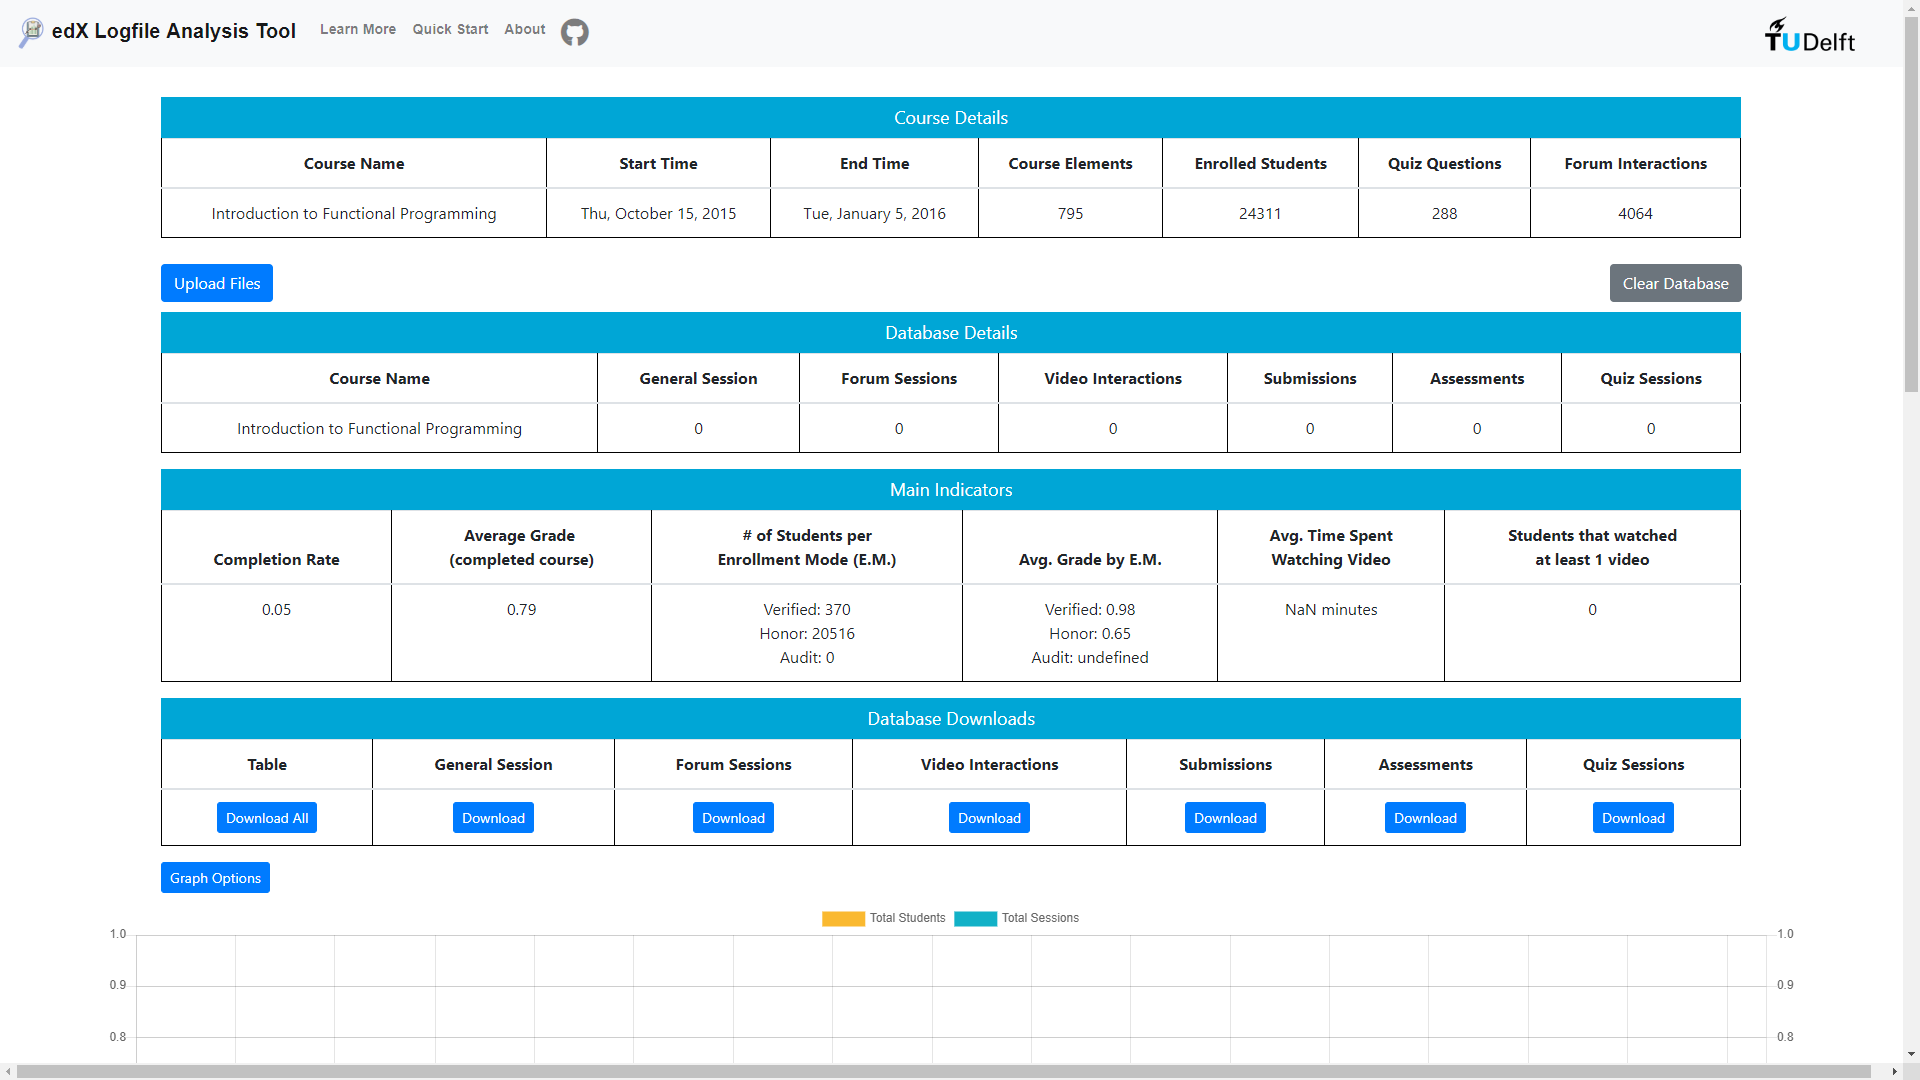 edX Logfile Analysis Tool Learn More Quick Start About
TU Delft
Course Details
Course Name Start Time End Time Course Elements Enrolled Students Quiz Questions Forum Interactions
Introduction to Functional Programming Thu, October 15, 2015 Tue, January 5, 2016 795 24311 288 4064
Upload Files Clear Database
Database Details
Course Name General Session Forum Sessions Video Interactions Submissions Assessments Quiz Sessions
Introduction to Functional Programming 0 0 0 0 0 0
Main Indicators
Completion Rate
Average Grade
(completed course)
# of Students per
Enrollment Mode (E.M.)
Avg. Grade by E.M.
Avg. Time Spent
Watching Video
Students that watched
at least 1 video
0.05 0.79
Verified: 370
Honor: 20516
Audit: 0
Verified: 0.98
Honor: 0.65
Audit: undefined
NaN minutes
0
Database Downloads
Table General Session Forum Sessions Video Interactions Submissions Assessments Quiz Sessions
Download All Download Download Download Download Download Download
Graph Options
Total Students Total Sessions
1.0 1.0
0.9 0.9
0.8 0.8